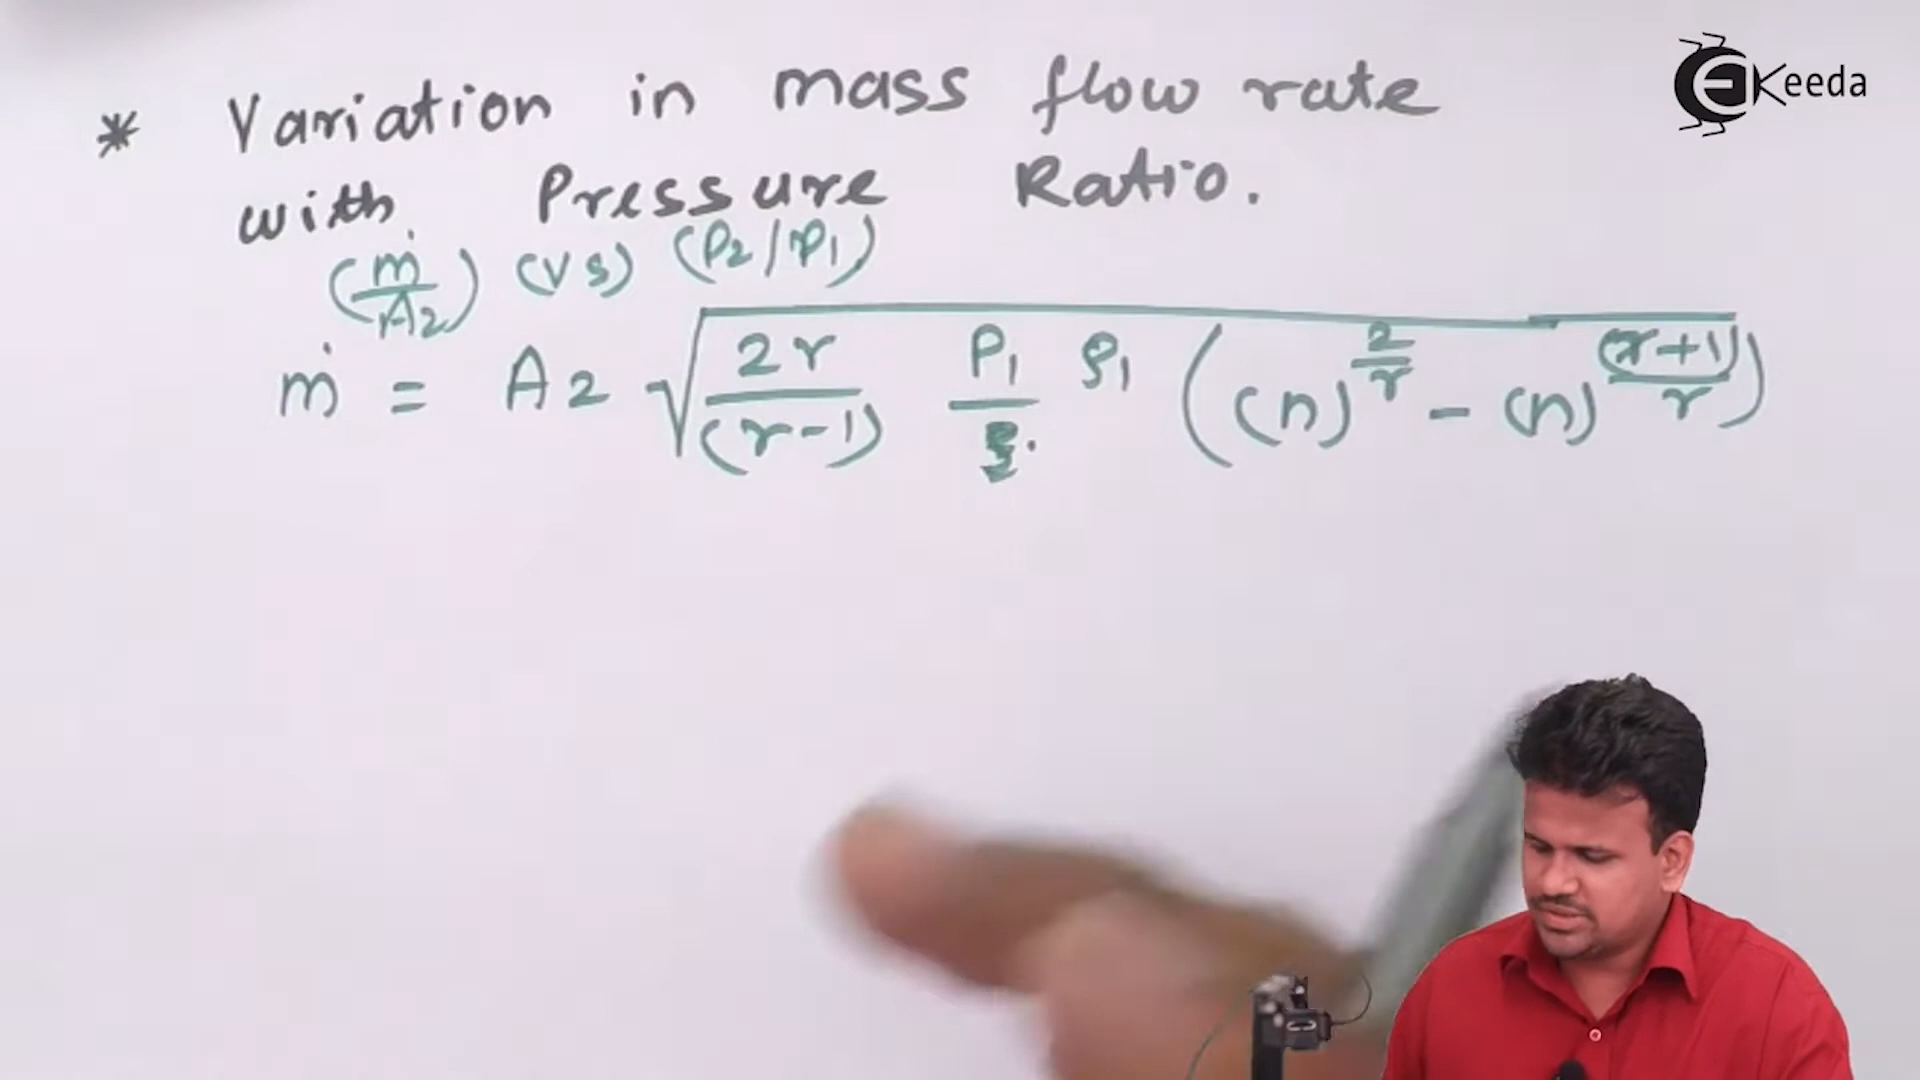 EKeeda
* Variation in mass flow rate
with Pressure Ratio.
(ṁ/A2) (vs) (P2/P1)
ṁ = A2 √(2γ/(γ-1) P1 ρ1 ((n)^(2/γ) - (n)^((γ+1)/γ)))